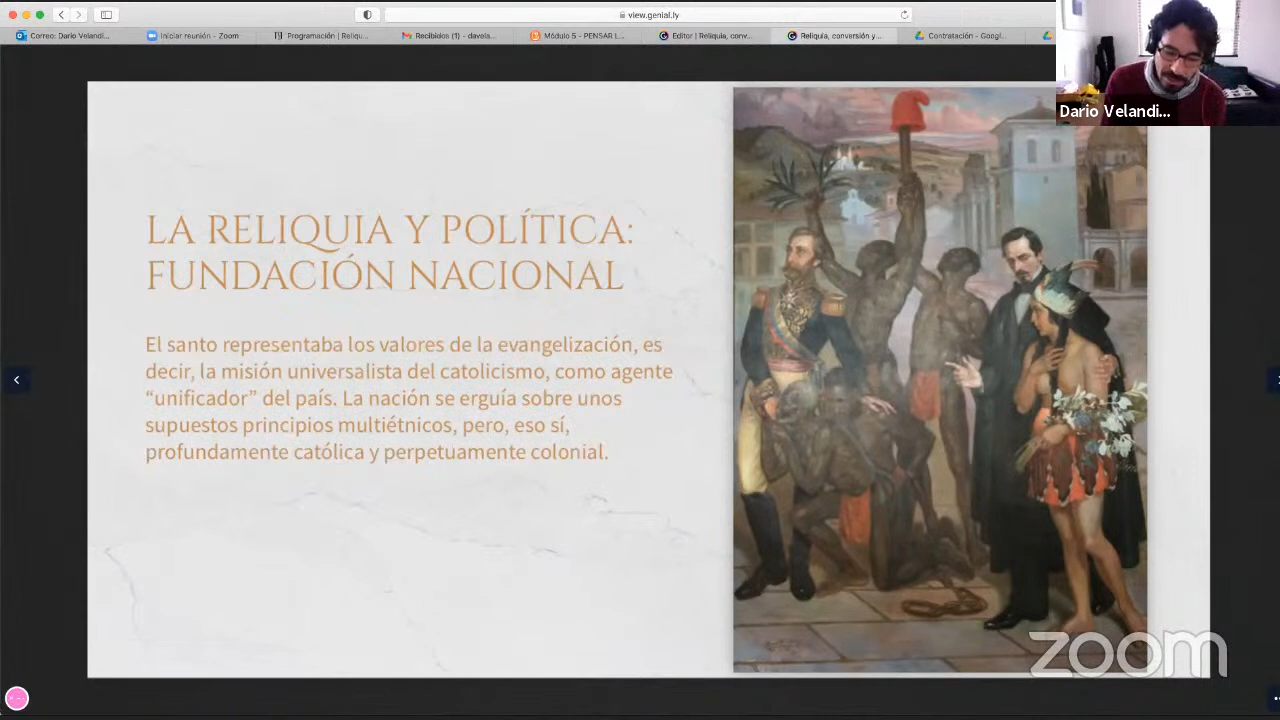 view.genial.ly
Correo: Dario Velandi...
Iniciar reunión - Zoom
Programación | Reliqu...
Recibidos (1) - davela...
Módulo 5 - PENSAR L...
Editor | Reliquia, conv...
Reliquia, conversión y...
Contratación - Googl...
Dario Velandi...
LA RELIQUIA Y POLÍTICA:
FUNDACIÓN NACIONAL
El santo representaba los valores de la evangelización, es
decir, la misión universalista del catolicismo, como agente
“unificador” del país. La nación se erguía sobre unos
supuestos principios multiétnicos, pero, eso sí,
profundamente católica y perpetuamente colonial.
zoom